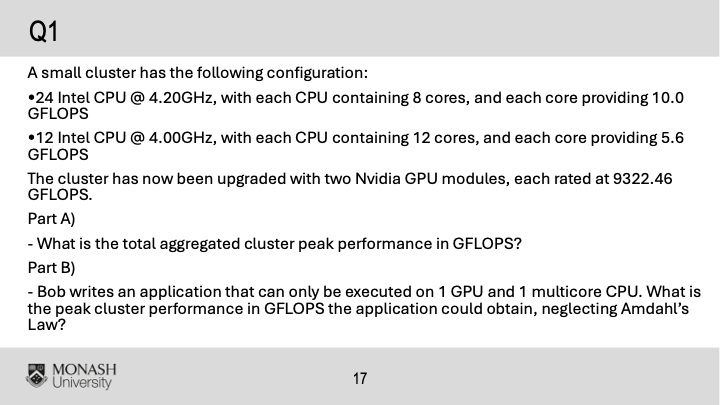 Q1
A small cluster has the following configuration:
•24 Intel CPU @ 4.20GHz, with each CPU containing 8 cores, and each core providing 10.0
GFLOPS
•12 Intel CPU @ 4.00GHz, with each CPU containing 12 cores, and each core providing 5.6
GFLOPS
The cluster has now been upgraded with two Nvidia GPU modules, each rated at 9322.46
GFLOPS.
Part A)
- What is the total aggregated cluster peak performance in GFLOPS?
Part B)
- Bob writes an application that can only be executed on 1 GPU and 1 multicore CPU. What is
the peak cluster performance in GFLOPS the application could obtain, neglecting Amdahl’s
Law?
MONASH
University
17